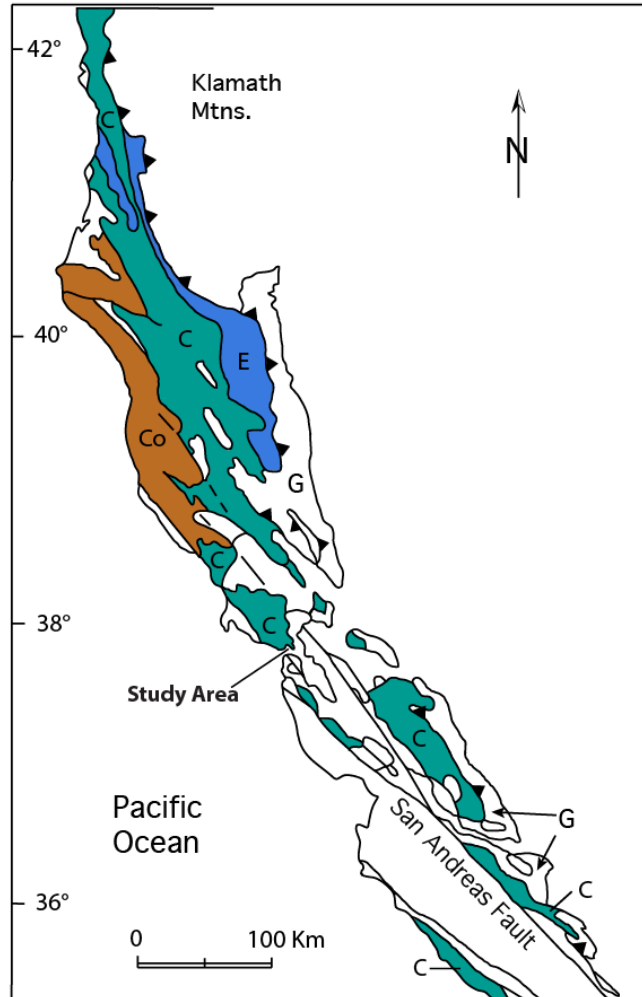 42°
Klamath
Mtns.
C
N
40°
C
E
Co
G
C
38°
C
Study Area
C
Pacific
Ocean
San Andreas Fault
G
C
36°
0
100 Km
C